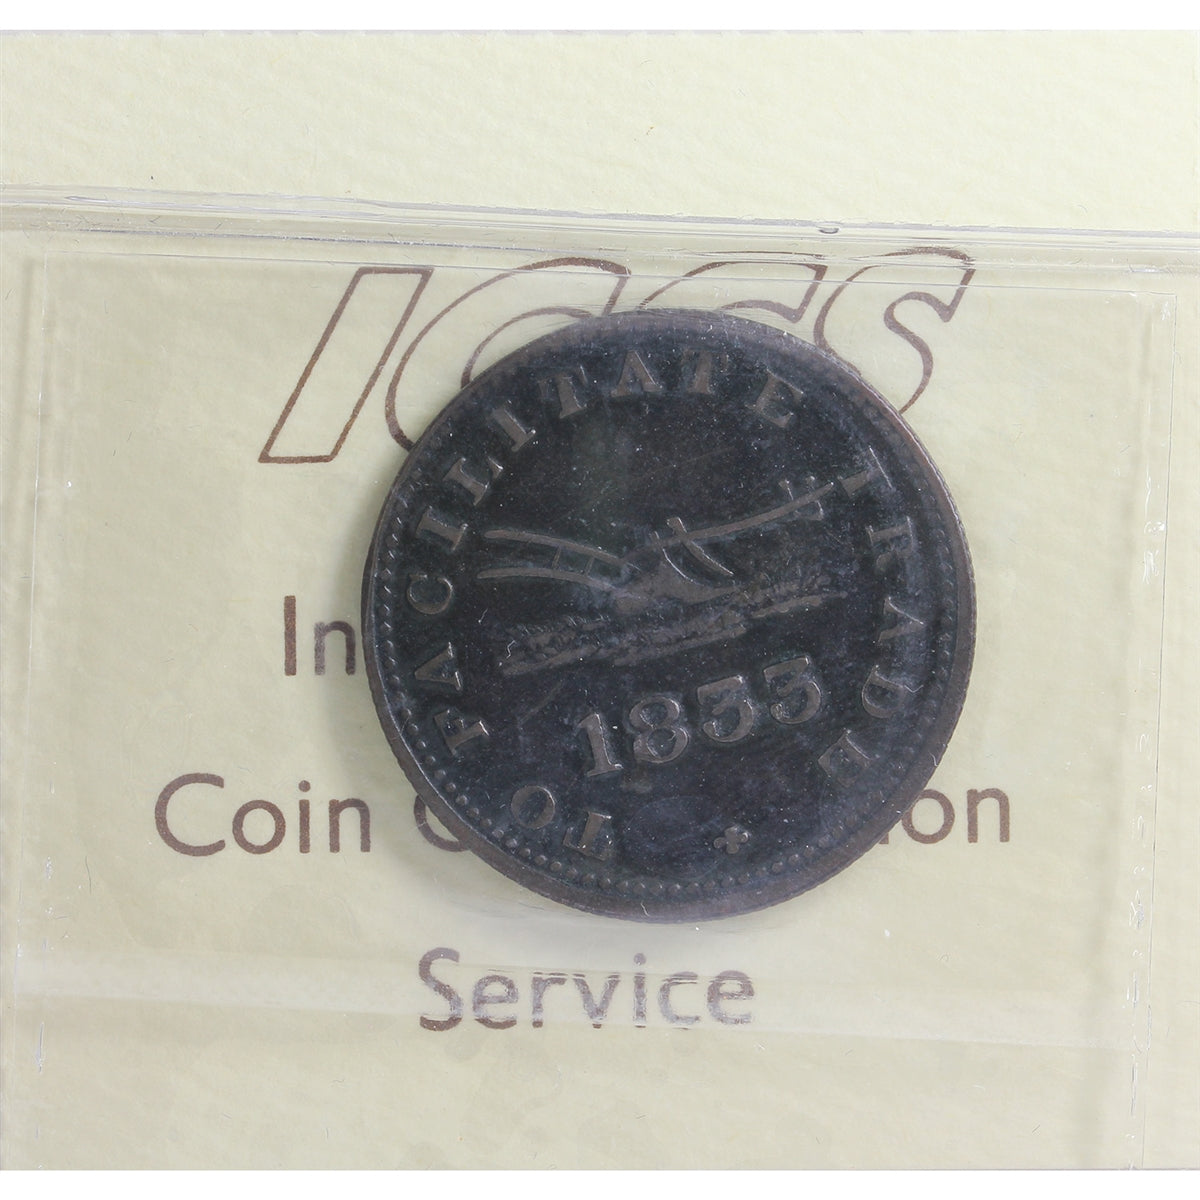 ICCS
In
Coin on
Service
TO FACILITATE TRADE
1833